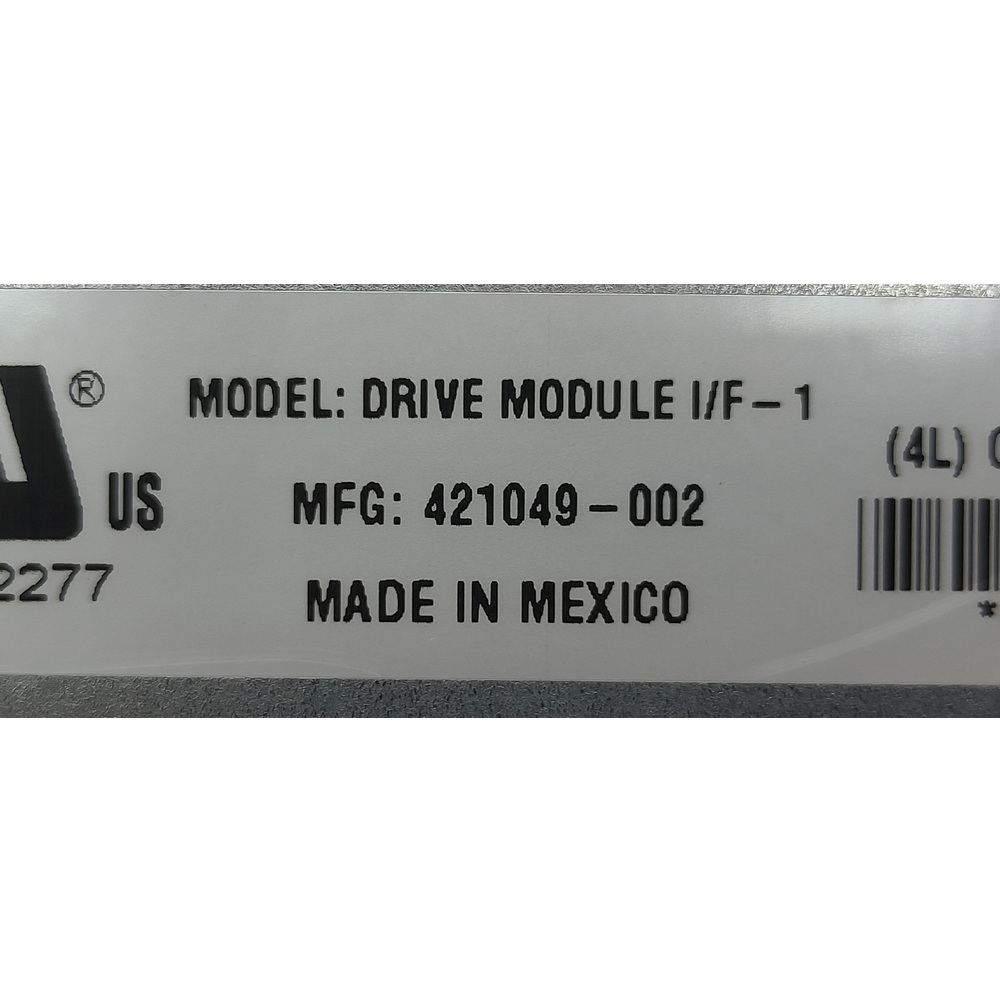 ®
MODEL: DRIVE MODULE I/F-1
(4L)
US
MFG: 421049-002
2277
MADE IN MEXICO
*